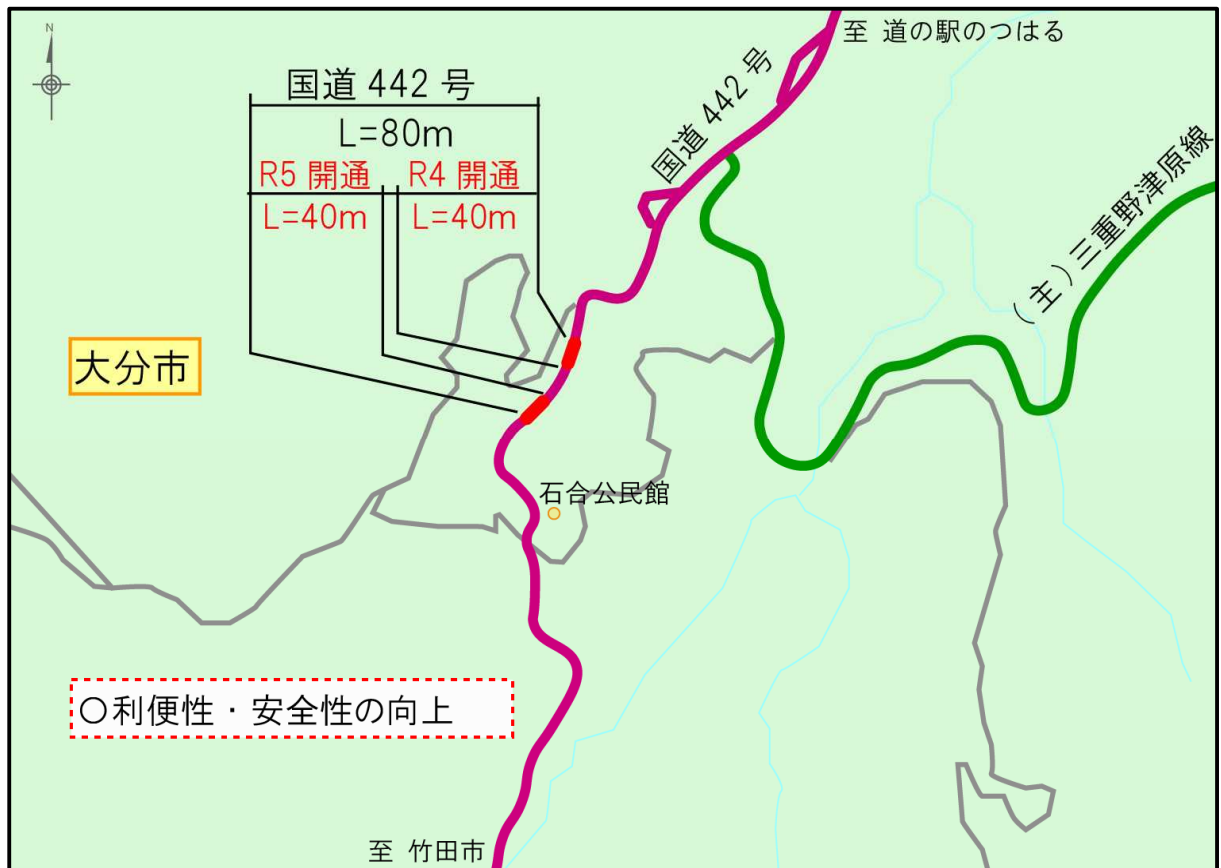 N
至 道の駅のつはる
国道 442 号
L=80m
R5 開通 R4 開通
L=40m L=40m
国道 442 号
(主)三重野津原線
大分市
石合公民館
○利便性・安全性の向上
至 竹田市